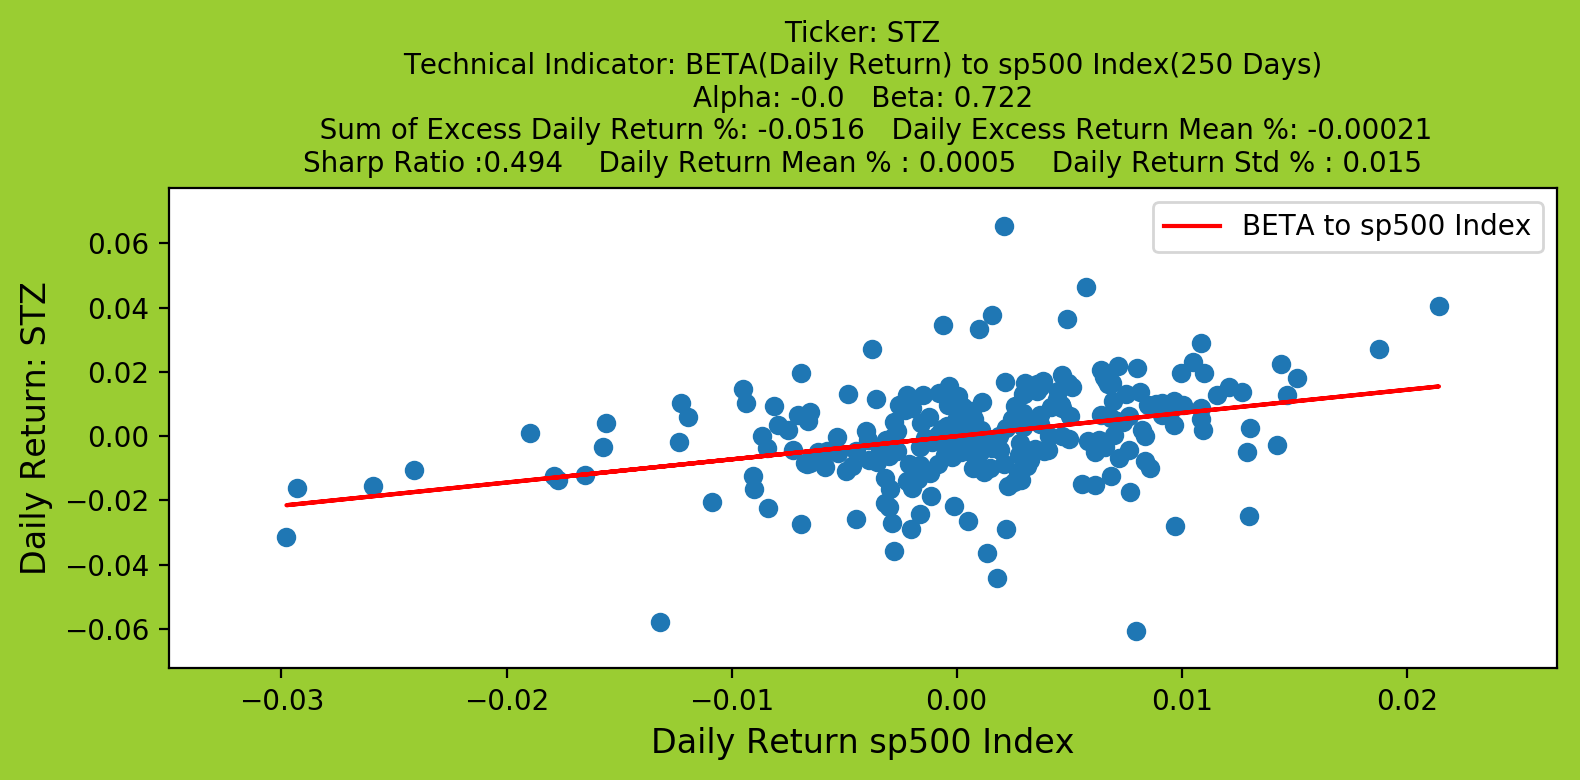 Ticker: STZ
Technical Indicator: BETA(Daily Return) to sp500 Index(250 Days)
Alpha: -0.0   Beta: 0.722
Sum of Excess Daily Return %: -0.0516   Daily Excess Return Mean %: -0.00021
Sharp Ratio :0.494    Daily Return Mean % : 0.0005    Daily Return Std % : 0.015
BETA to sp500 Index
Daily Return: STZ
0.06
0.04
0.02
0.00
−0.02
−0.04
−0.06
−0.03 −0.02 −0.01 0.00 0.01 0.02
Daily Return sp500 Index